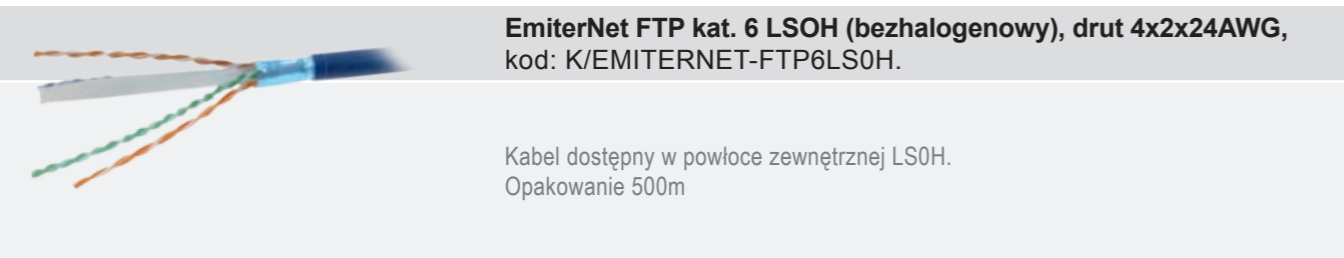 EmiterNet FTP kat. 6 LSOH (bezhalogenowy), drut 4x2x24AWG,
kod: K/EMITERNET-FTP6LS0H.
Kabel dostępny w powłoce zewnętrznej LS0H.
Opakowanie 500m